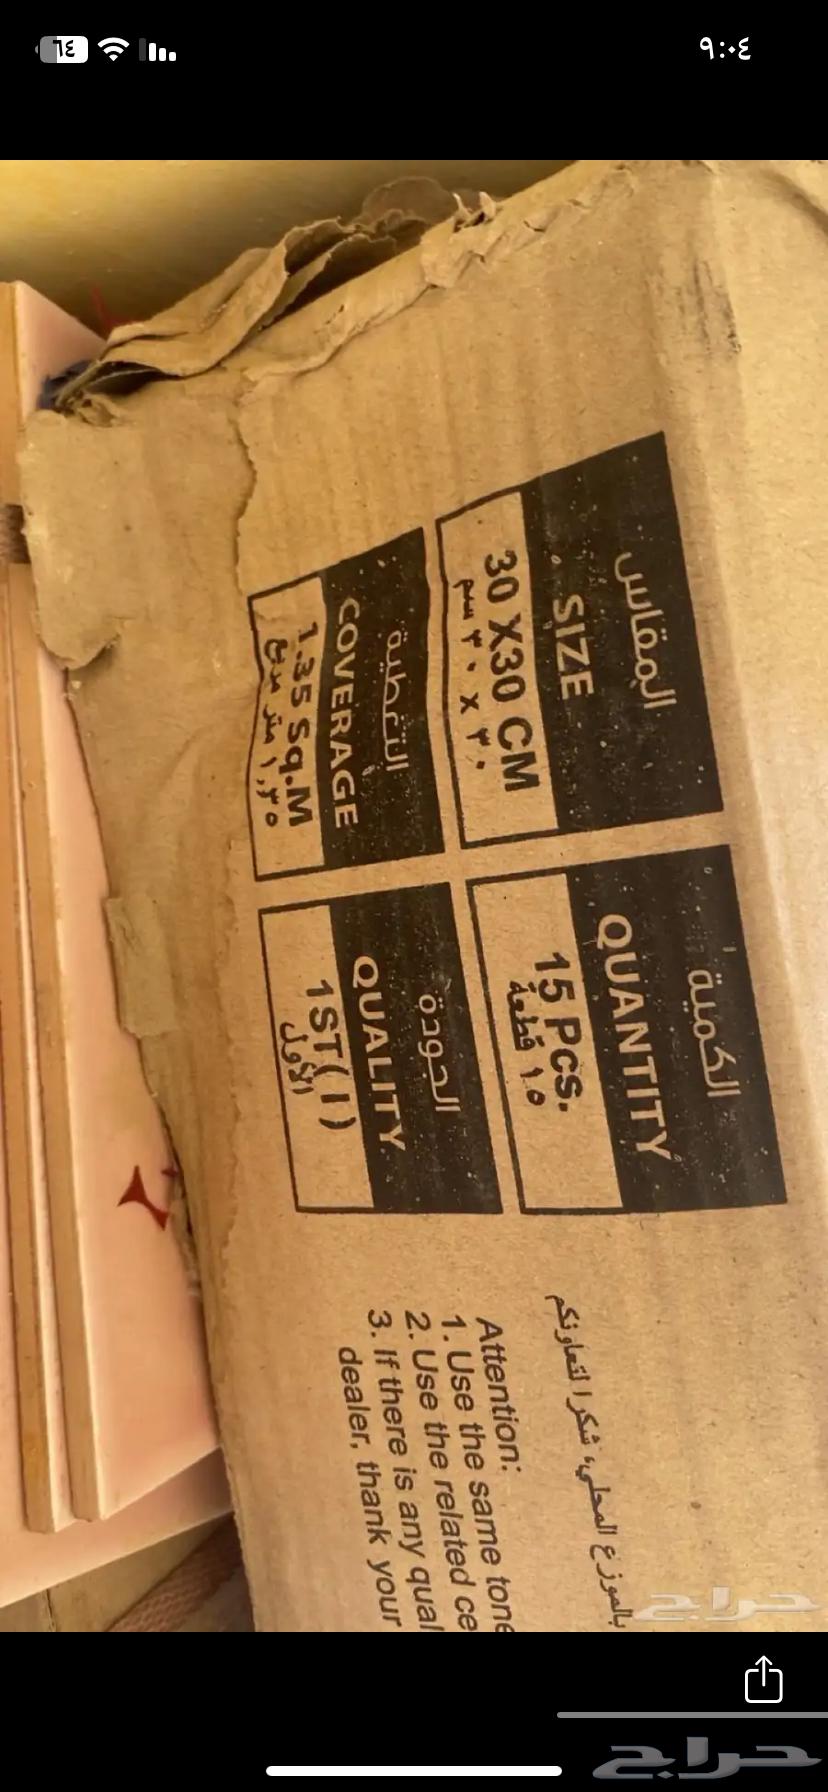 ٩:٠٤
٦٤
المقاس
SIZE
30 X30 CM
٣٠ x ٣٠ سم
الكمية
QUANTITY
15 PCS.
١٥ قطعة
التغطية
COVERAGE
1.35 Sq.M
١,٣٥ متر مربع
الجودة
QUALITY
1ST ( I )
الأول
بالموزع المحلي، شكرا لتعاونكم
Attention:
1. Use the same tone
2. Use the related ce
3. If there is any qual
dealer, thank your
حراج
حراج